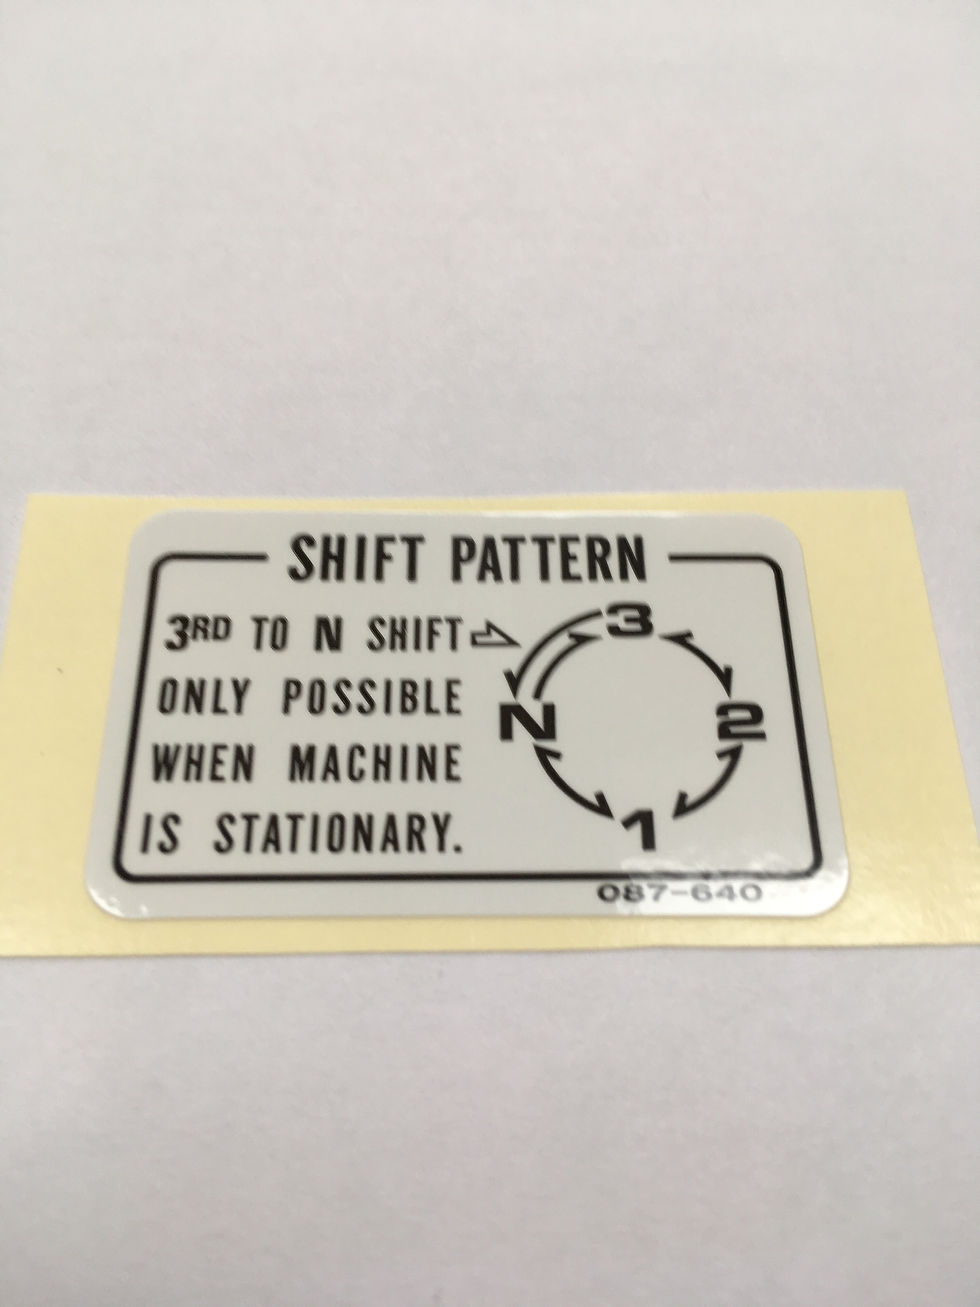 SHIFT PATTERN
3RD TO N SHIFT
ONLY POSSIBLE
WHEN MACHINE
IS STATIONARY.
3
N
2
1
087-640